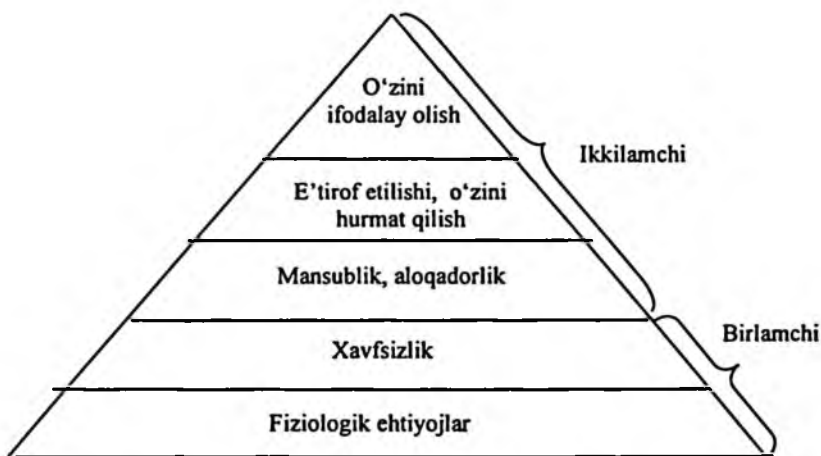 O‘zini
ifodalay olish
Ikkilamchi
E’tirof etilishi, o‘zini
hurmat qilish
Mansublik, aloqadorlik
Birlamchi
Xavfsizlik
Fiziologik ehtiyojlar